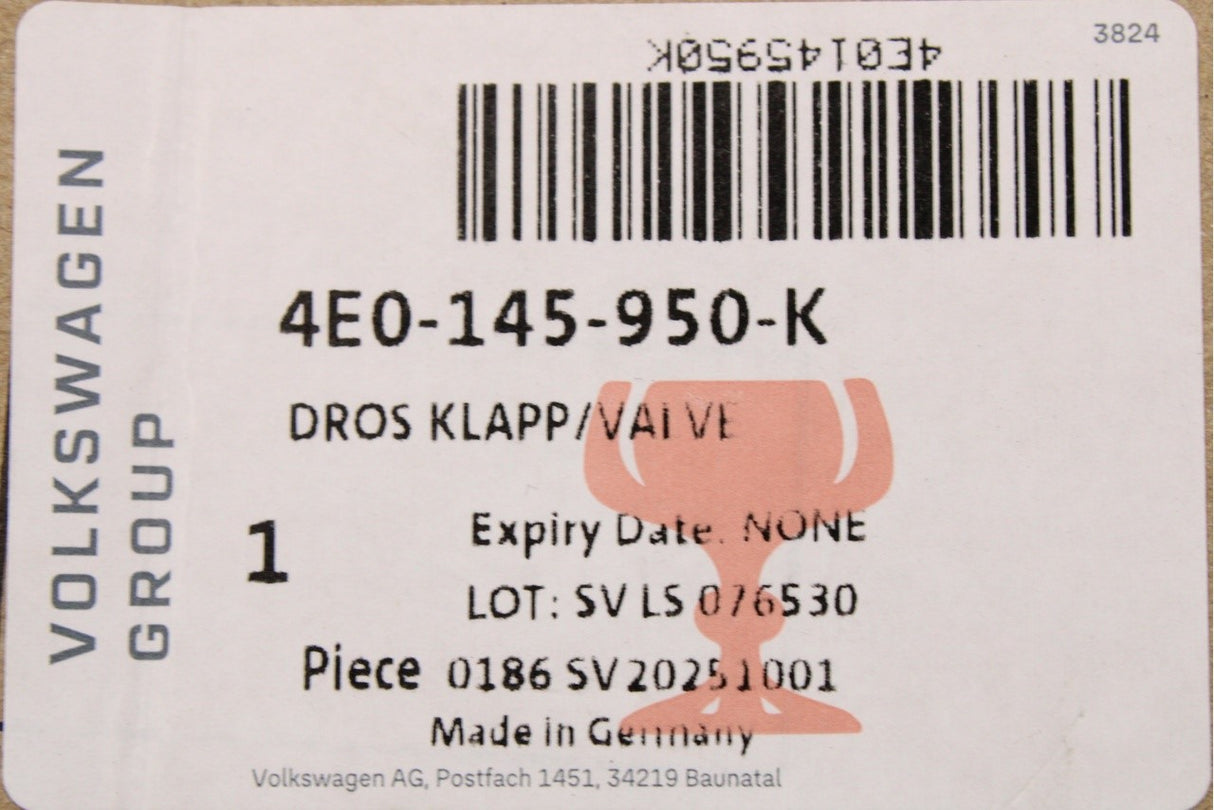 3824
4E0145950K
VOLKSWAGEN
GROUP
4E0-145-950-K
DROS KLAPP/VALVE
1
Expiry Date: NONE
LOT: SV LS 076530
Piece 0186 SV20251001
Made in Germany
Volkswagen AG, Postfach 1451, 34219 Baunatal